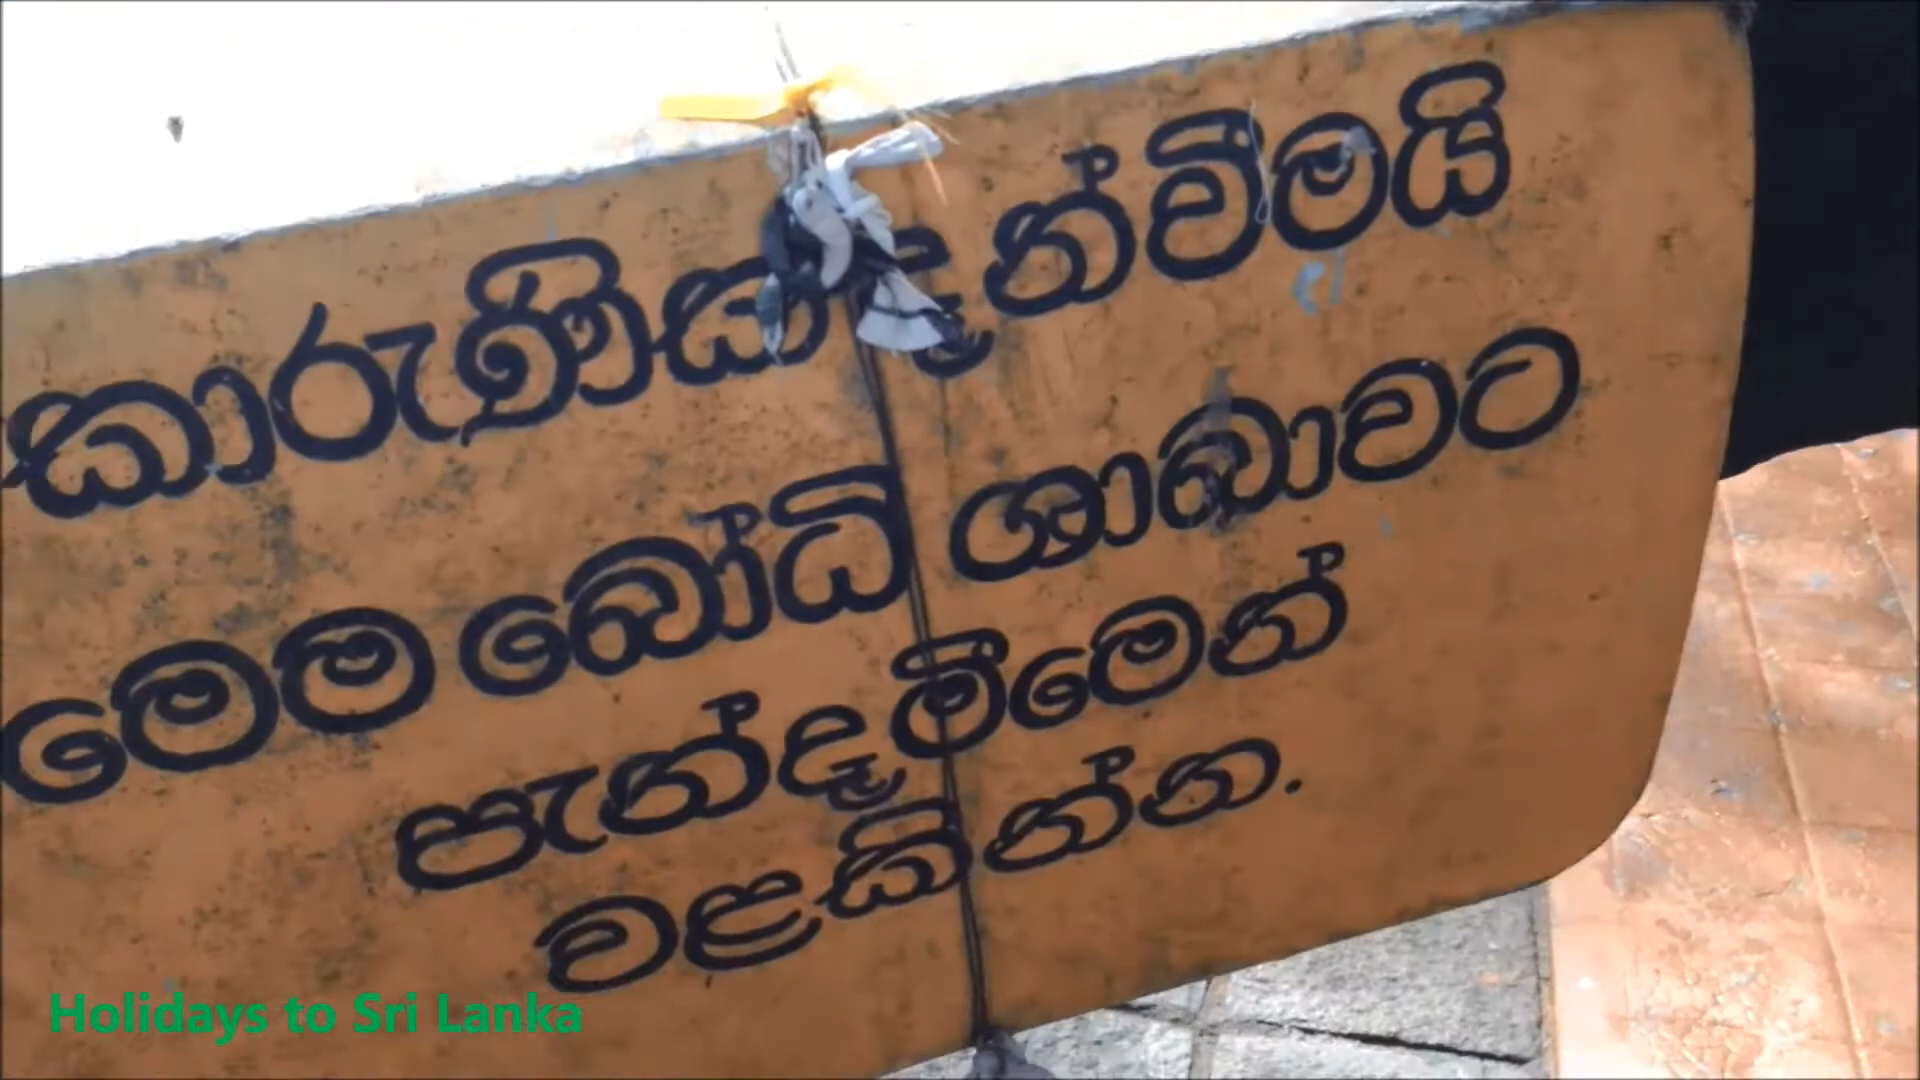 කාරුණික දැන්වීමයි
මෙම බෝධි ශාඛාවට
පැන්දෑමීමෙන්
වළකින්න.
Holidays to Sri Lanka